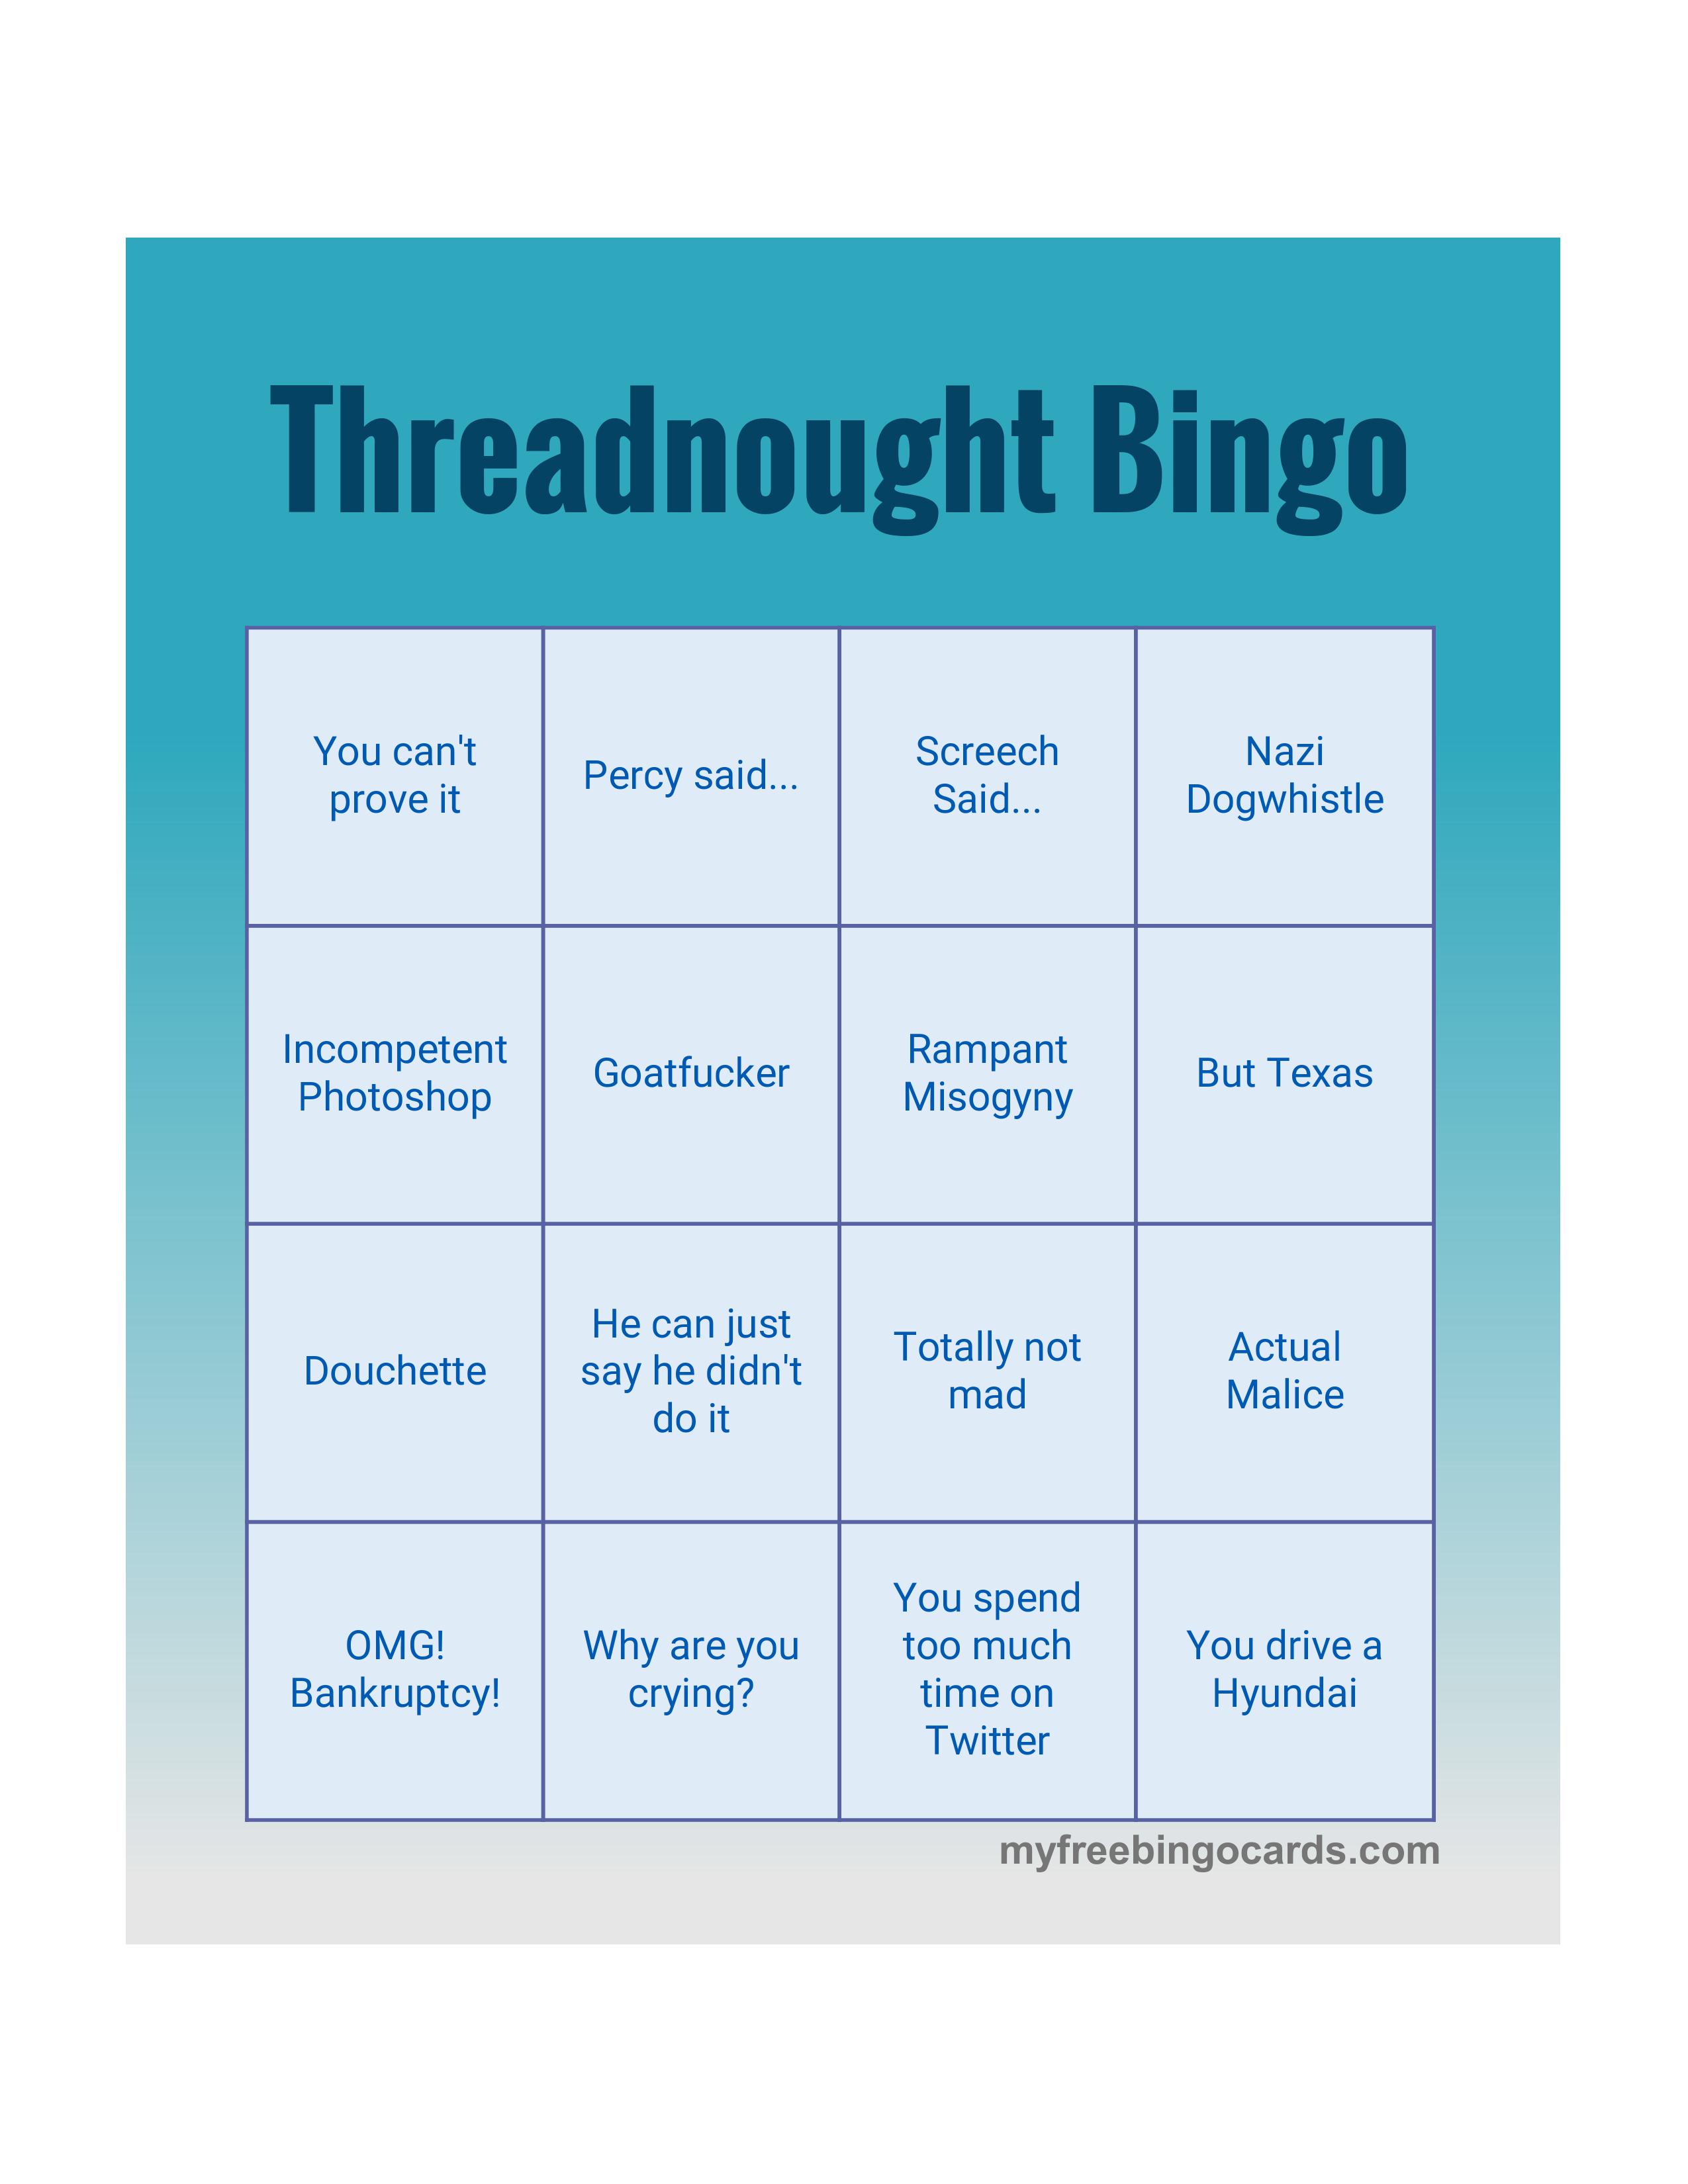 Threadnought Bingo
You can't
prove it
Percy said...
Screech
Said...
Nazi
Dogwhistle
Incompetent
Photoshop
Goatfucker
Rampant
Misogyny
But Texas
Douchette
He can just
say he didn't
do it
Totally not
mad
Actual
Malice
OMG!
Bankruptcy!
Why are you
crying?
You spend
too much
time on
Twitter
You drive a
Hyundai
myfreebingocards.com